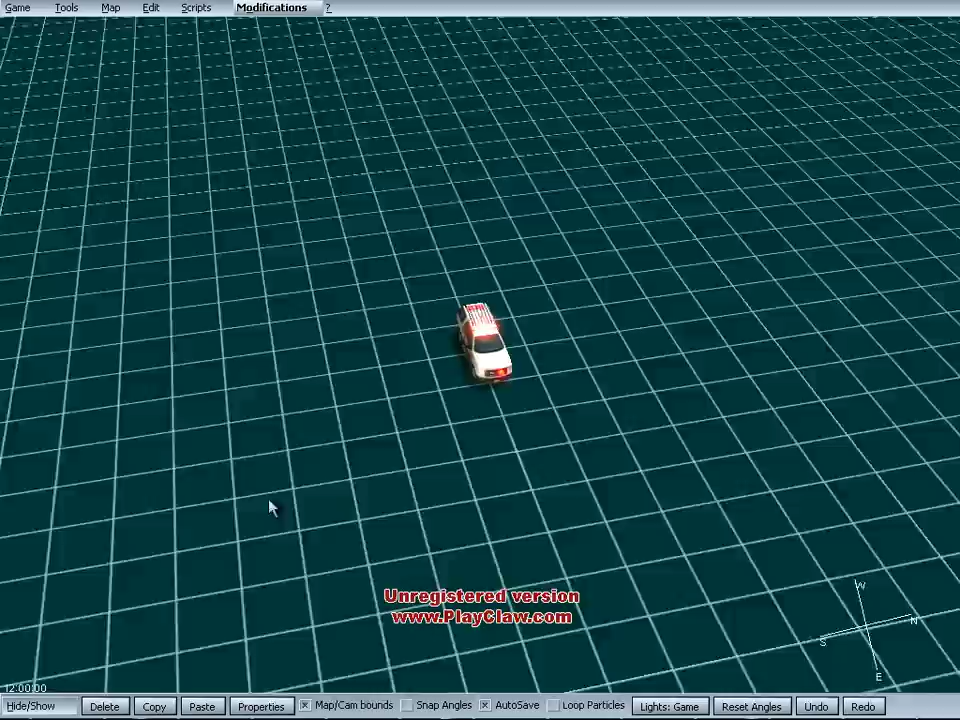 Game Tools Map Edit Scripts Modifications ?
Unregistered version
www.PlayClaw.com
W
N
S
E
12:00:00
Hide/Show Delete Copy Paste Properties Map/Cam bounds Snap Angles AutoSave Loop Particles Lights: Game Reset Angles Undo Redo